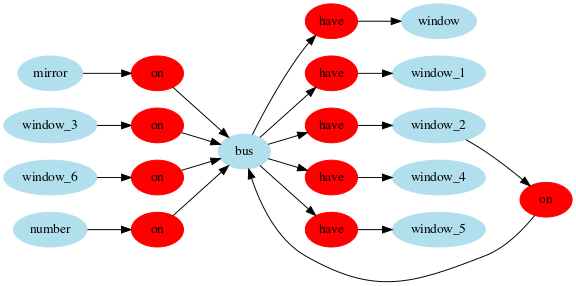 have window
mirror on have window_1
window_3 on have window_2
bus
window_6 on have window_4
on
number on have window_5